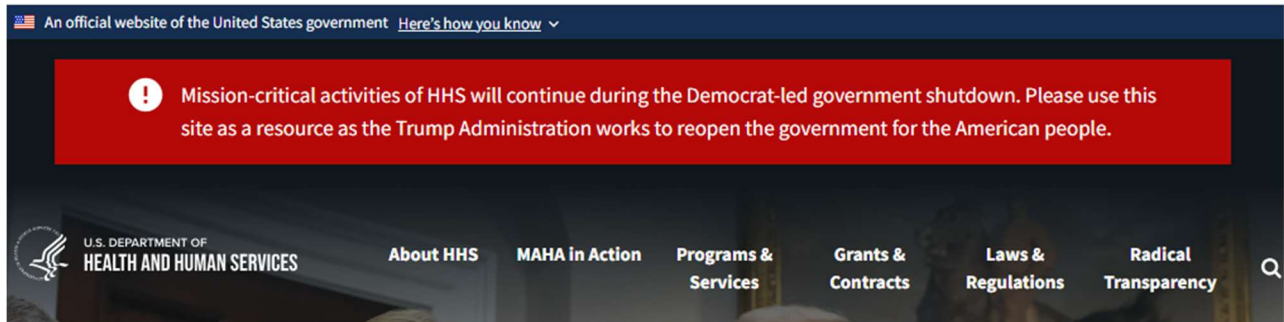 An official website of the United States government Here's how you know
Mission-critical activities of HHS will continue during the Democrat-led government shutdown. Please use this
site as a resource as the Trump Administration works to reopen the government for the American people.
U.S. DEPARTMENT OF
HEALTH AND HUMAN SERVICES
About HHS
MAHA in Action
Programs &
Services
Grants &
Contracts
Laws &
Regulations
Radical
Transparency